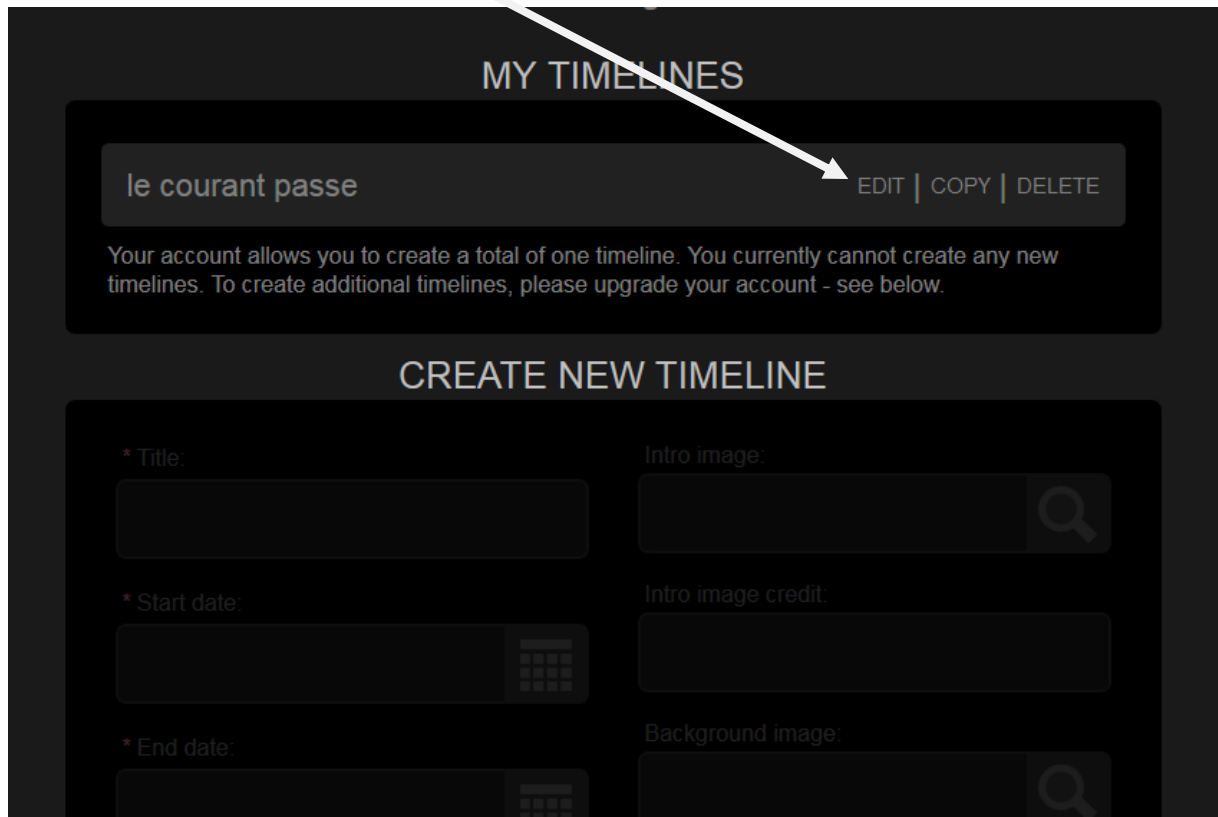 MY TIMELINES
le courant passe
EDIT | COPY | DELETE
Your account allows you to create a total of one timeline. You currently cannot create any new
timelines. To create additional timelines, please upgrade your account - see below.
CREATE NEW TIMELINE
* Title:
Intro image:
* Start date:
Intro image credit:
* End date:
Background image: